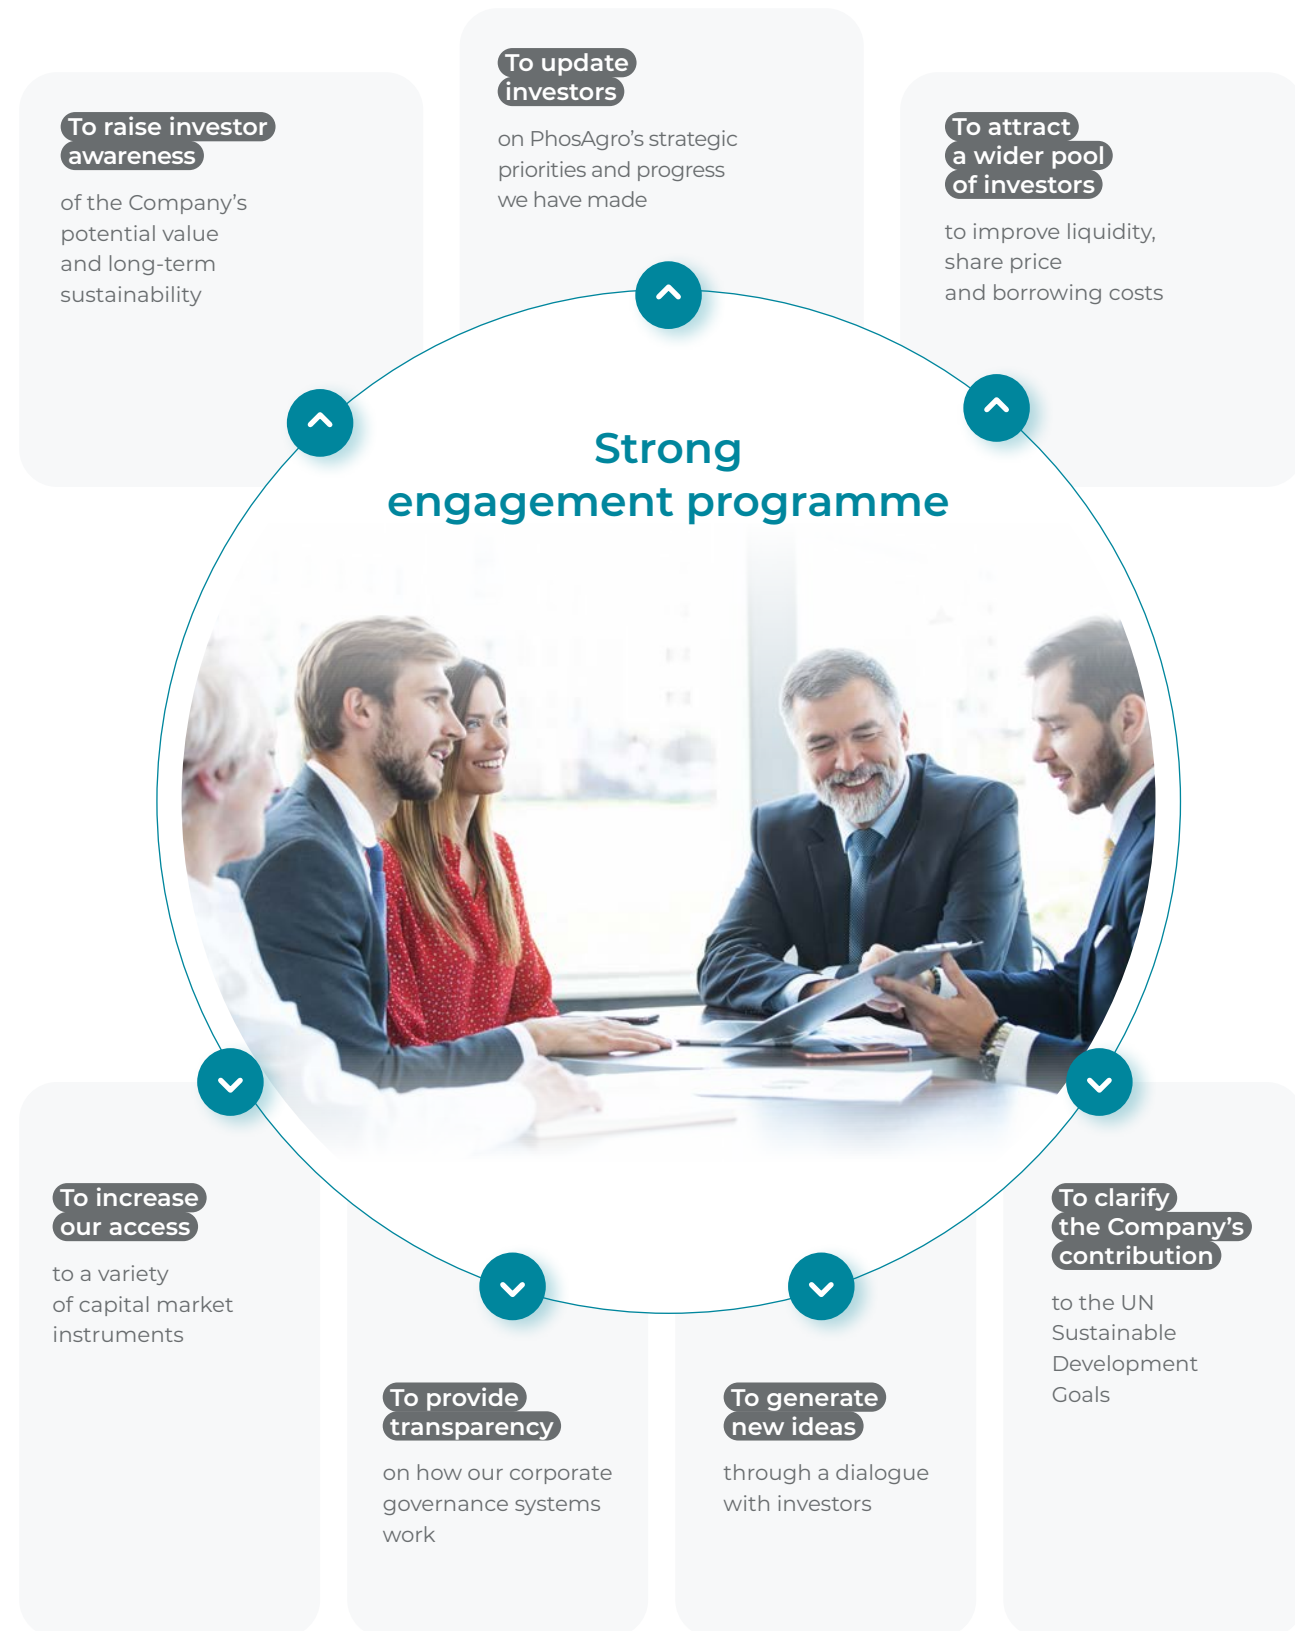 To raise investor
awareness
of the Company’s
potential value
and long-term
sustainability
To update
investors
on PhosAgro’s strategic
priorities and progress
we have made
To attract
a wider pool
of investors
to improve liquidity,
share price
and borrowing costs
Strong
engagement programme
To increase
our access
to a variety
of capital market
instruments
To provide
transparency
on how our corporate
governance systems
work
To generate
new ideas
through a dialogue
with investors
To clarify
the Company’s
contribution
to the UN
Sustainable
Development
Goals